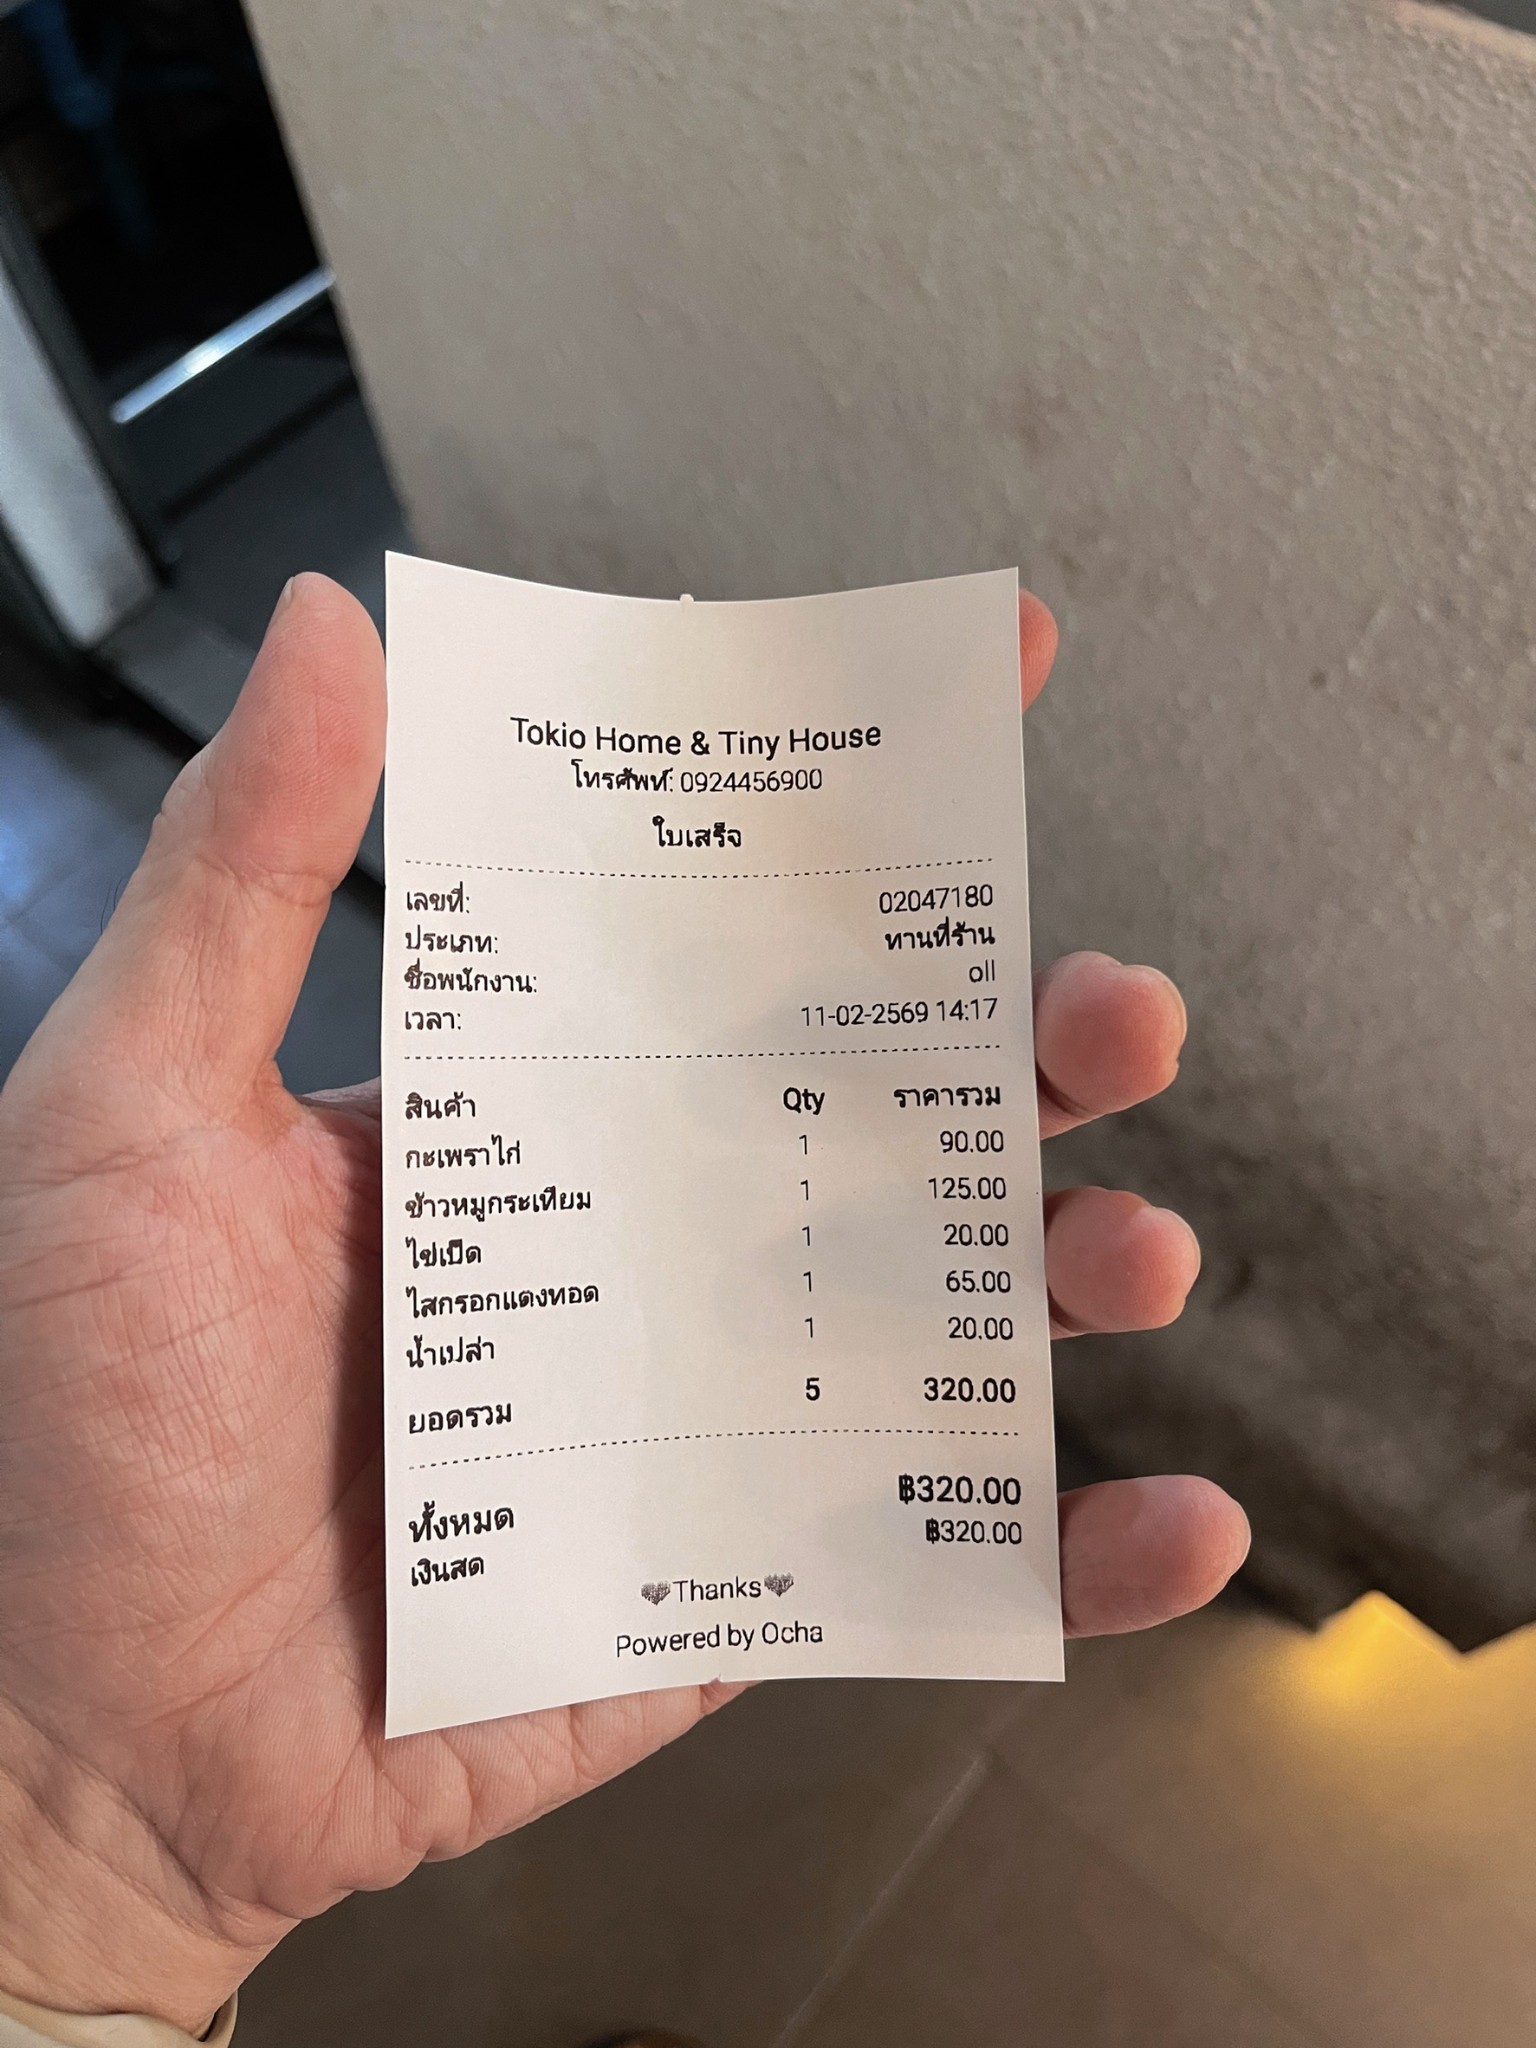 Tokio Home & Tiny House
โทรศัพท์: 0924456900
ใบเสร็จ
เลขที่: 02047180
ประเภท: ทานที่ร้าน
ชื่อพนักงาน: oll
เวลา: 11-02-2569 14:17
สินค้า Qty ราคารวม
กะเพราไก่ 1 90.00
ข้าวหมูกระเทียม 1 125.00
ไข่เป็ด 1 20.00
ไสกรอกแดงทอด 1 65.00
น้ำเปล่า 1 20.00
ยอดรวม 5 320.00
ทั้งหมด ฿320.00
เงินสด ฿320.00
Thanks
Powered by Ocha